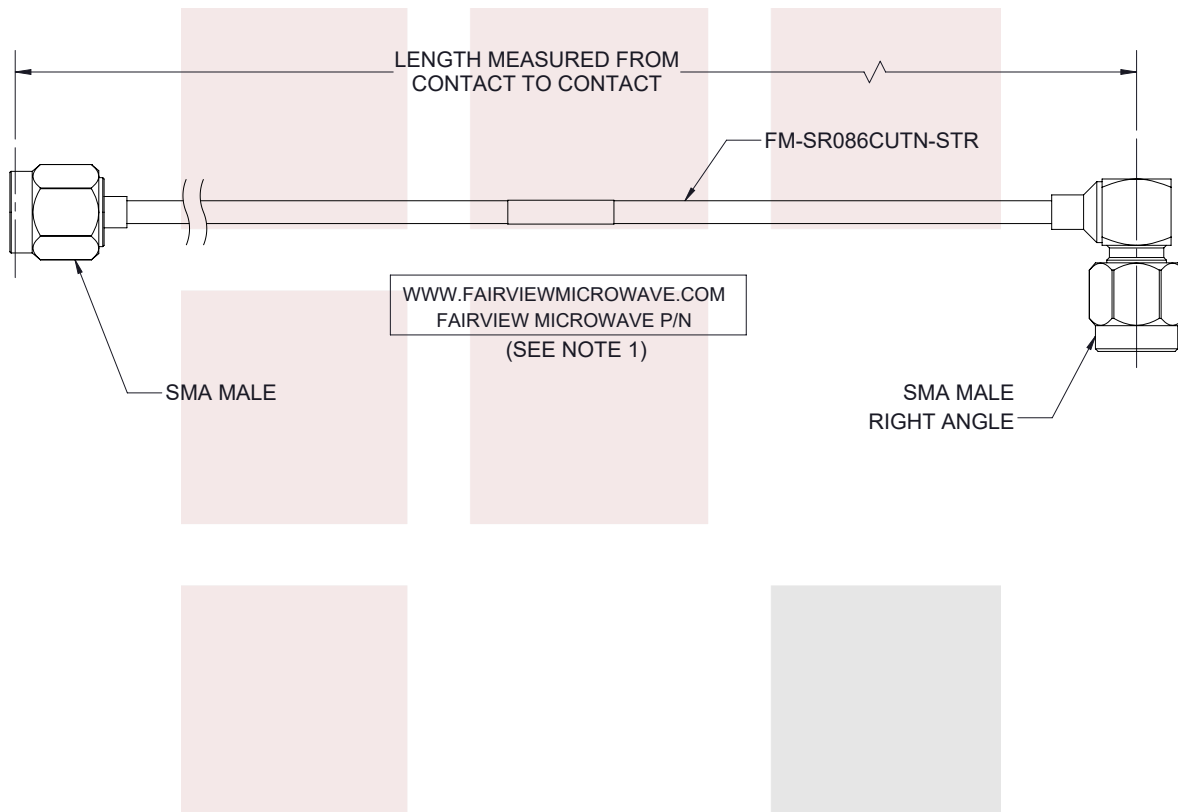 LENGTH MEASURED FROM
CONTACT TO CONTACT
FM-SR086CUTN-STR
WWW.FAIRVIEWMICROWAVE.COM
FAIRVIEW MICROWAVE P/N
(SEE NOTE 1)
SMA MALE
SMA MALE
RIGHT ANGLE